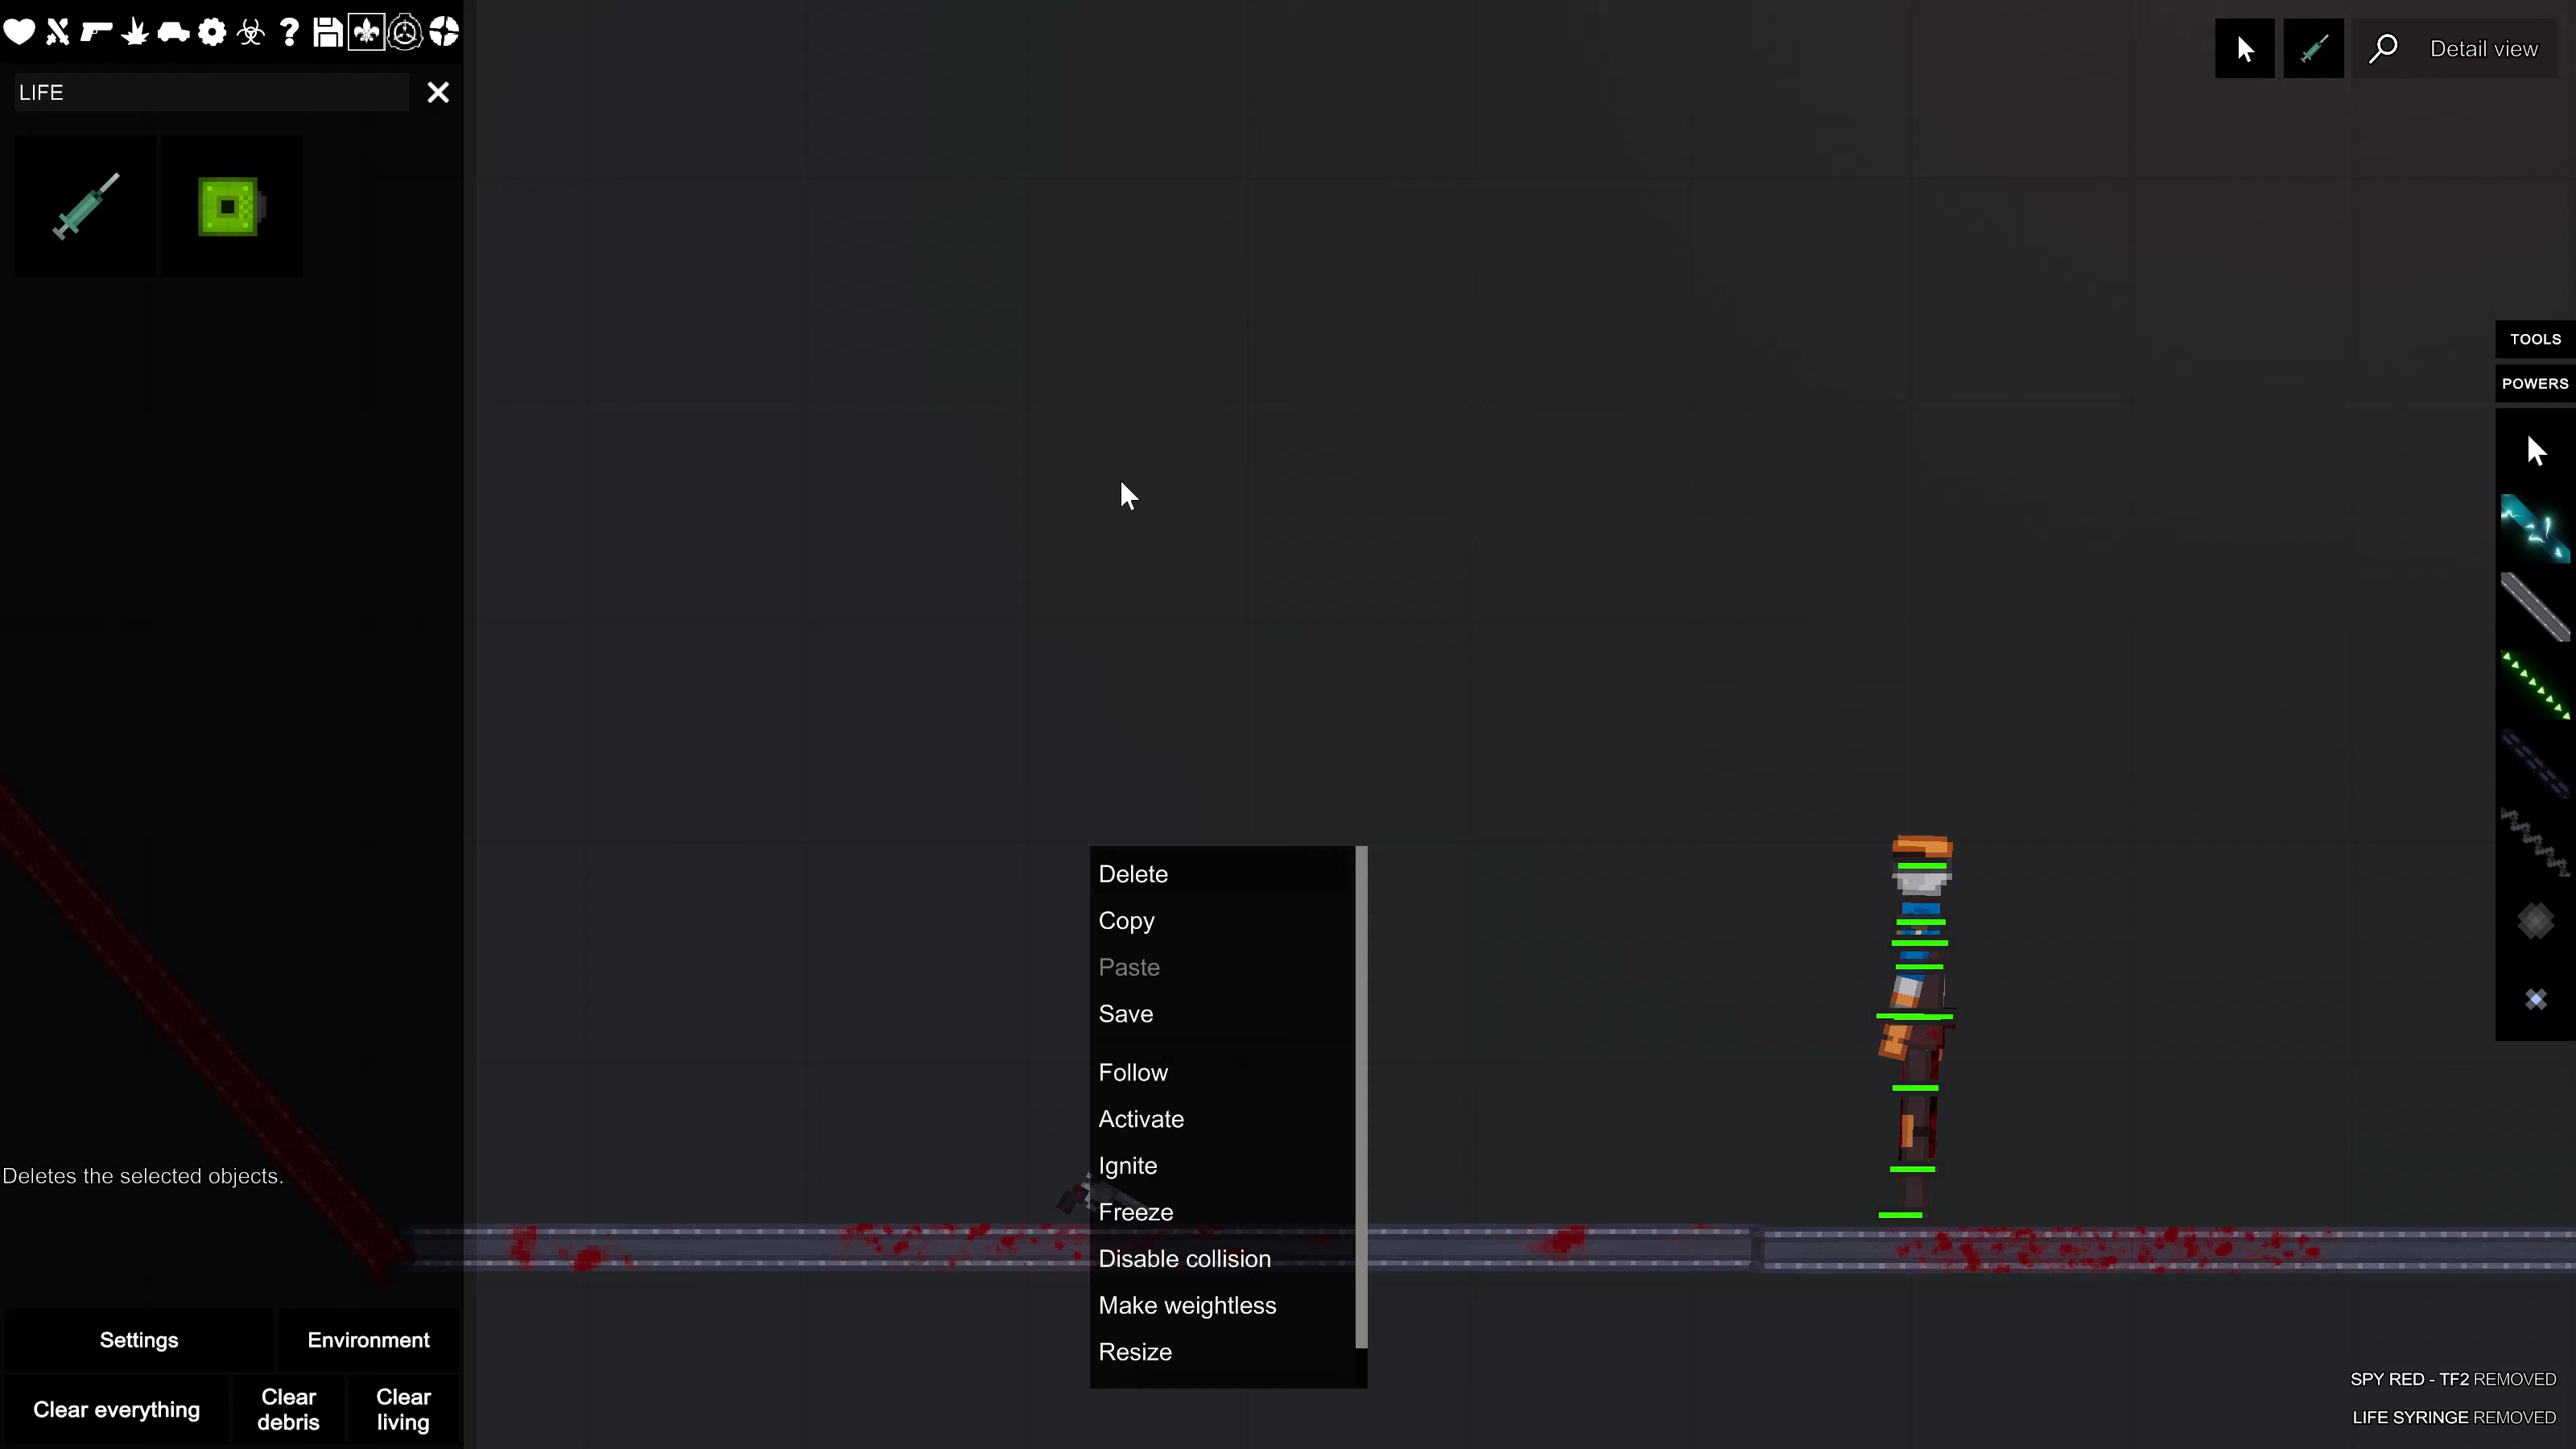 LIFE
Detail view
TOOLS
POWERS
Delete
Copy
Paste
Save
Follow
Activate
Ignite
Freeze
Disable collision
Make weightless
Resize
Deletes the selected objects.
Settings
Environment
Clear everything
Clear
debris
Clear
living
SPY RED - TF2 REMOVED
LIFE SYRINGE REMOVED